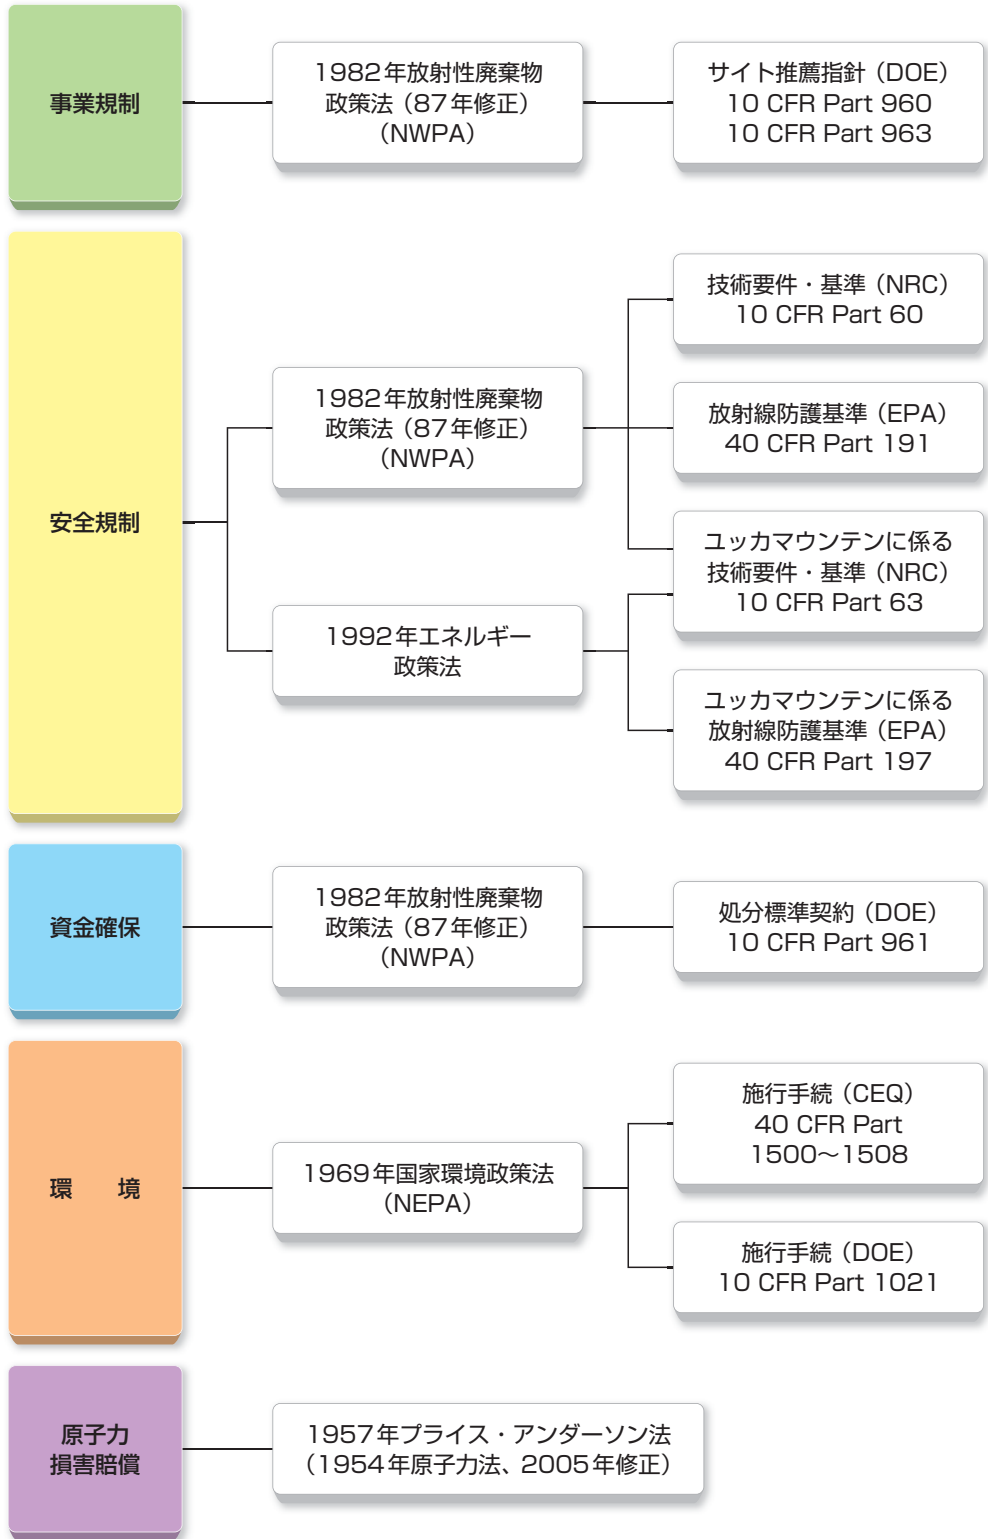 事業規制
1982年放射性廃棄物
政策法（87年修正）
（NWPA）
サイト推薦指針（DOE）
10 CFR Part 960
10 CFR Part 963
安全規制
1982年放射性廃棄物
政策法（87年修正）
（NWPA）
技術要件・基準（NRC）
10 CFR Part 60
放射線防護基準（EPA）
40 CFR Part 191
ユッカマウンテンに係る
技術要件・基準（NRC）
10 CFR Part 63
1992年エネルギー
政策法
ユッカマウンテンに係る
放射線防護基準（EPA）
40 CFR Part 197
資金確保
1982年放射性廃棄物
政策法（87年修正）
（NWPA）
処分標準契約（DOE）
10 CFR Part 961
環　境
1969年国家環境政策法
（NEPA）
施行手続（CEQ）
40 CFR Part
1500～1508
施行手続（DOE）
10 CFR Part 1021
原子力
損害賠償
1957年プライス・アンダーソン法
（1954年原子力法、2005年修正）